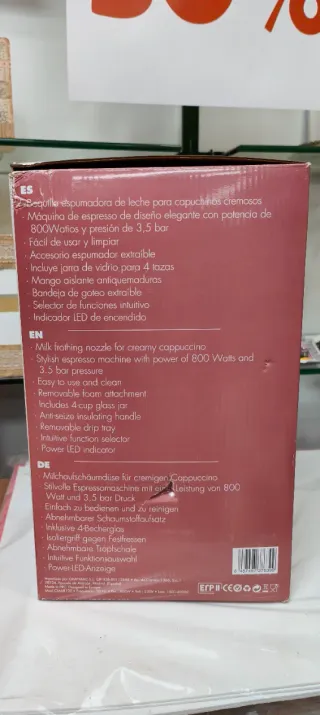 %
ES
· Boquilla espumadora de leche para capuchinos cremosos
· Máquina de espresso de diseño elegante con potencia de
800Watios y presión de 3,5 bar
· Fácil de usar y limpiar
· Accesorio espumador extraíble
· Incluye jarra de vidrio para 4 tazas
· Mango aislante antiquemaduras
· Bandeja de goteo extraíble
· Selector de funciones intuitivo
· Indicador LED de encendido
EN
· Milk frothing nozzle for creamy cappuccino
· Stylish espresso machine with power of 800 Watts and
3.5 bar pressure
· Easy to use and clean
· Removable foam attachment
· Includes 4-cup glass jar
· Anti-seize insulating handle
· Removable drip tray
· Intuitive function selector
· Power LED indicator
DE
· Milchaufschäumdüse für cremigen Cappuccino
· Stilvolle Espressomaschine mit einer Leistung von 800
Watt und 3,5 bar Druck
· Einfach zu bedienen und zu reinigen
· Abnehmbarer Schaumstoffaufsatz
· Inklusive 4-Becherglas
· Isoliergriff gegen Festfressen
· Abnehmbare Tropfschale
· Intuitive Funktionsauswahl
· Power-LED-Anzeige
ErP II CE